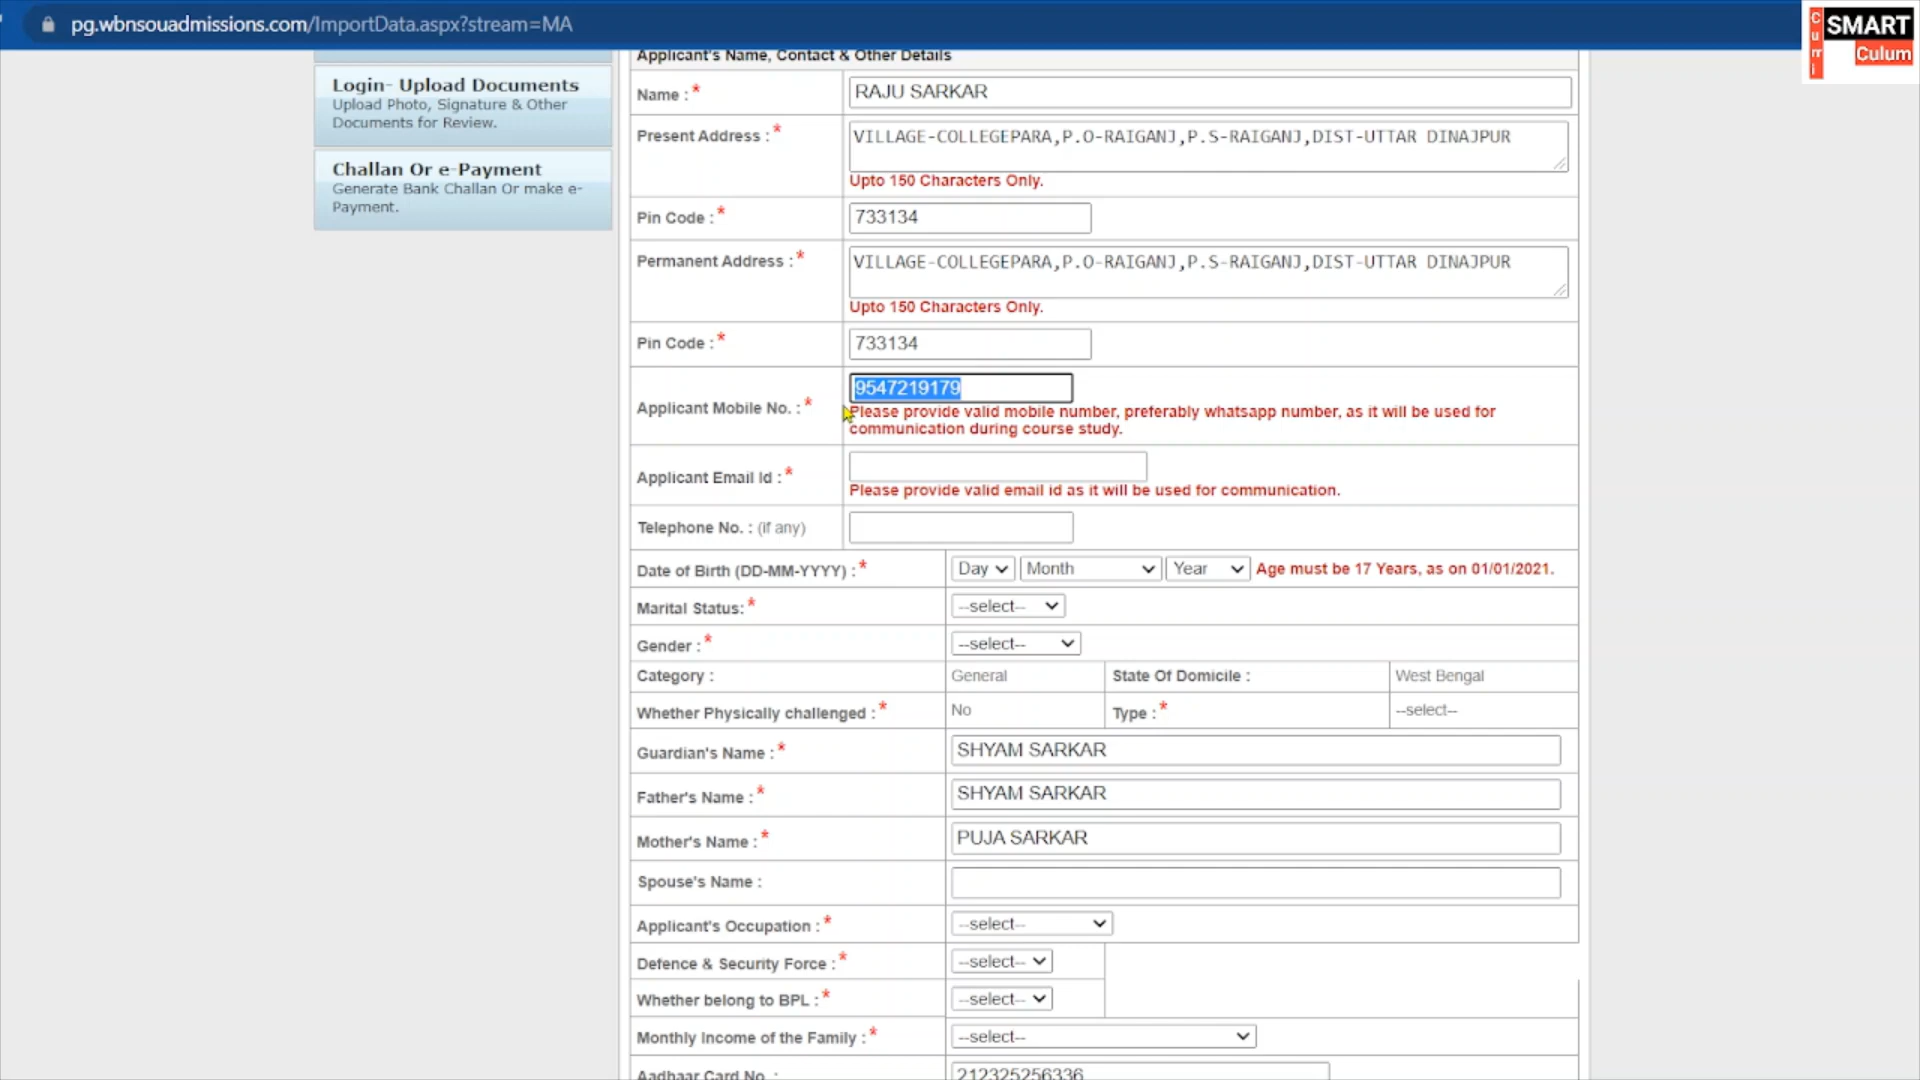 pg.wbnsouadmissions.com/ImportData.aspx?stream=MA
Curri
SMART
Culum
Login- Upload Documents
Upload Photo, Signature & Other
Documents for Review.
Challan Or e-Payment
Generate Bank Challan Or make e-
Payment.
Applicant's Name, Contact & Other Details
Name : * RAJU SARKAR
Present Address : * VILLAGE-COLLEGEPARA,P.O-RAIGANJ,P.S-RAIGANJ,DIST-UTTAR DINAJPUR
Upto 150 Characters Only.
Pin Code : * 733134
Permanent Address : * VILLAGE-COLLEGEPARA,P.O-RAIGANJ,P.S-RAIGANJ,DIST-UTTAR DINAJPUR
Upto 150 Characters Only.
Pin Code : * 733134
Applicant Mobile No. : * 9547219179
Please provide valid mobile number, preferably whatsapp number, as it will be used for
communication during course study.
Applicant Email Id : *
Please provide valid email id as it will be used for communication.
Telephone No. : (if any)
Date of Birth (DD-MM-YYYY) : * Day Month Year Age must be 17 Years, as on 01/01/2021.
Marital Status: * --select--
Gender : * --select--
Category : General State Of Domicile : West Bengal
Whether Physically challenged : * No Type : * --select--
Guardian's Name : * SHYAM SARKAR
Father's Name : * SHYAM SARKAR
Mother's Name : * PUJA SARKAR
Spouse's Name :
Applicant's Occupation : * --select--
Defence & Security Force : * --select--
Whether belong to BPL : * --select--
Monthly Income of the Family : * --select--
Aadhaar Card No. : 212325256336